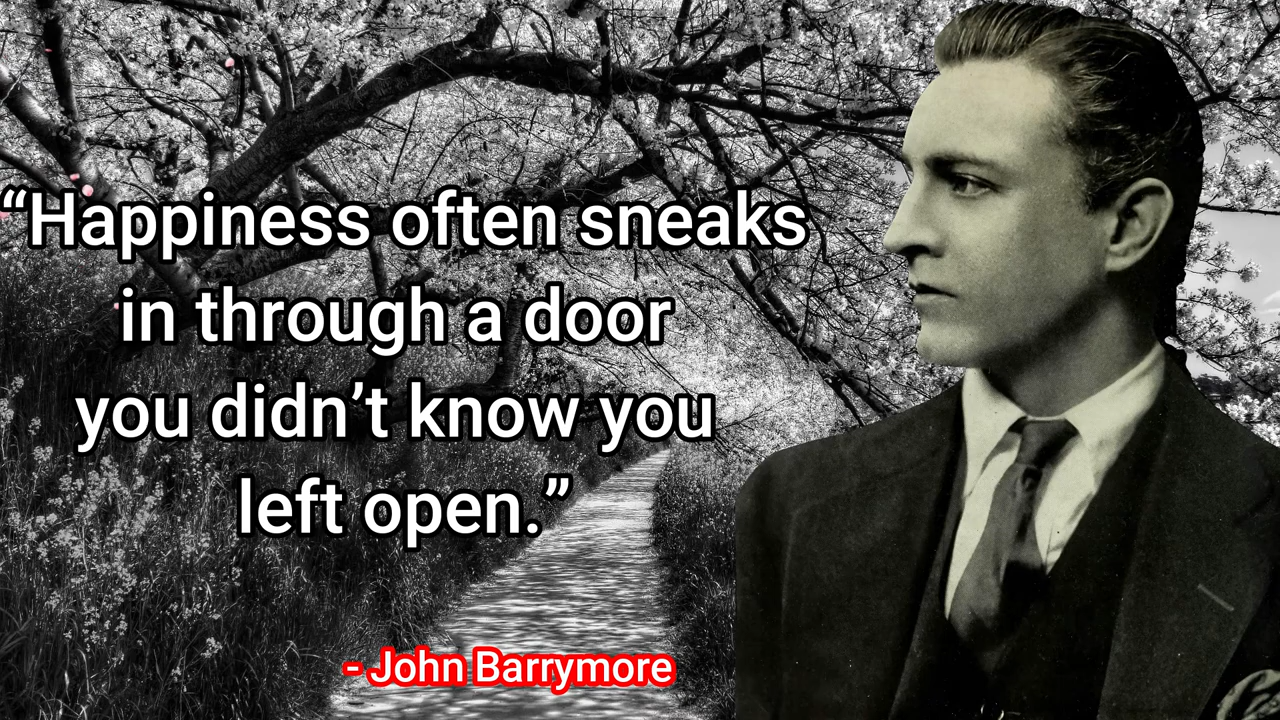 “Happiness often sneaks
in through a door
you didn’t know you
left open.”
- John Barrymore